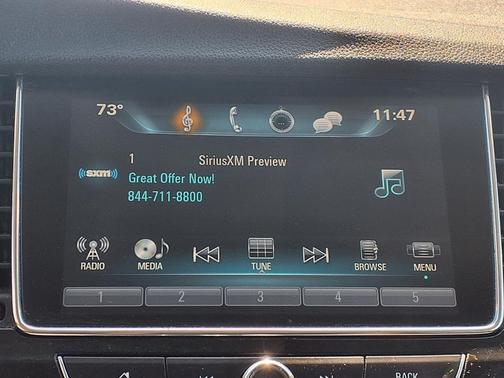 73° 11:47
1 SiriusXM Preview
((sxm)) Great Offer Now!
844-711-8800
RADIO MEDIA TUNE BROWSE MENU
1 2 3 4 5
BACK